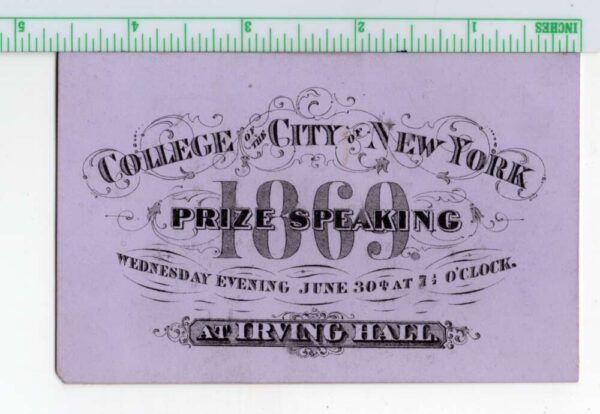 INCHES 1 2 3 4 5
COLLEGE OF THE CITY OF NEW YORK
1869
PRIZE SPEAKING
WEDNESDAY EVENING JUNE 30TH AT 7½ O'CLOCK.
AT IRVING HALL.